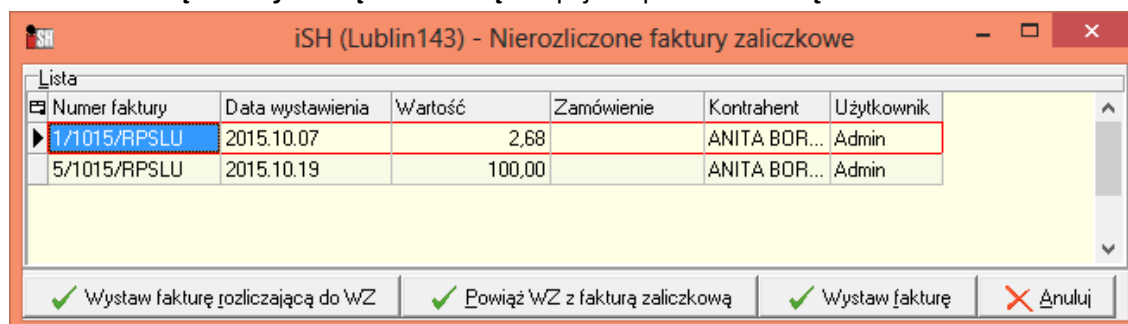 iSH iSH (Lublin143) - Nierozliczone faktury zaliczkowe
Lista
Numer faktury Data wystawienia Wartość Zamówienie Kontrahent Użytkownik
1/1015/RPSLU 2015.10.07 2,68 ANITA BOR... Admin
5/1015/RPSLU 2015.10.19 100,00 ANITA BOR... Admin
Wystaw fakturę rozliczającą do WZ Powiąż WZ z fakturą zaliczkową Wystaw fakturę Anuluj